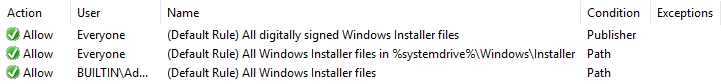 Action User Name Condition Exceptions
Allow Everyone (Default Rule) All digitally signed Windows Installer files Publisher
Allow Everyone (Default Rule) All Windows Installer files in %systemdrive%\Windows\Installer Path
Allow BUILTIN\Ad... (Default Rule) All Windows Installer files Path